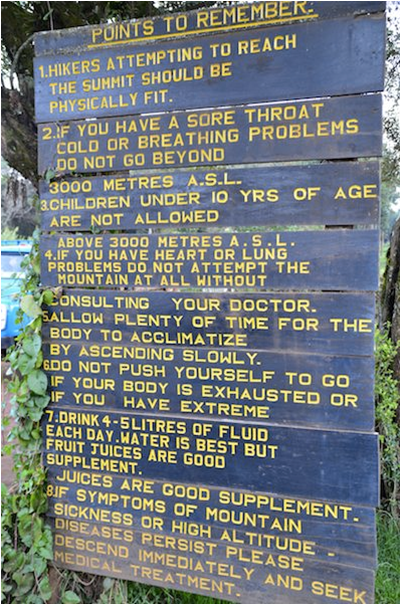 POINTS TO REMEMBER.
1.HIKERS ATTEMPTING TO REACH
THE SUMMIT SHOULD BE
PHYSICALLY FIT.
2.IF YOU HAVE A SORE THROAT
COLD OR BREATHING PROBLEMS
DO NOT GO BEYOND
3000 METRES A.S.L.
3.CHILDREN UNDER 10 YRS OF AGE
ARE NOT ALLOWED
ABOVE 3000 METRES A.S.L.
4.IF YOU HAVE HEART OR LUNG
PROBLEMS DO NOT ATTEMPT THE
MOUNTAIN AT ALL WITHOUT
CONSULTING YOUR DOCTOR.
5.ALLOW PLENTY OF TIME FOR THE
BODY TO ACCLIMATIZE
BY ASCENDING SLOWLY.
6.DO NOT PUSH YOURSELF TO GO
IF YOUR BODY IS EXHAUSTED OR
IF YOU HAVE EXTREME
7.DRINK 4-5 LITRES OF FLUID
EACH DAY.WATER IS BEST BUT
FRUIT JUICES ARE GOOD
SUPPLEMENT.
JUICES ARE GOOD SUPPLEMENT.
8.IF SYMPTOMS OF MOUNTAIN
SICKNESS OR HIGH ALTITUDE -
DISEASES PERSIST PLEASE
DESCEND IMMEDIATELY AND SEEK
MEDICAL TREATMENT.